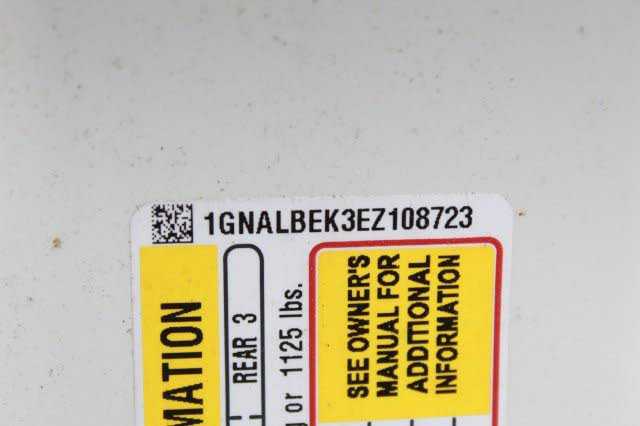 1GNALBEK3EZ108723
MATION
REAR 3
g or 1125 lbs.
SEE OWNER'S
MANUAL FOR
ADDITIONAL
INFORMATION